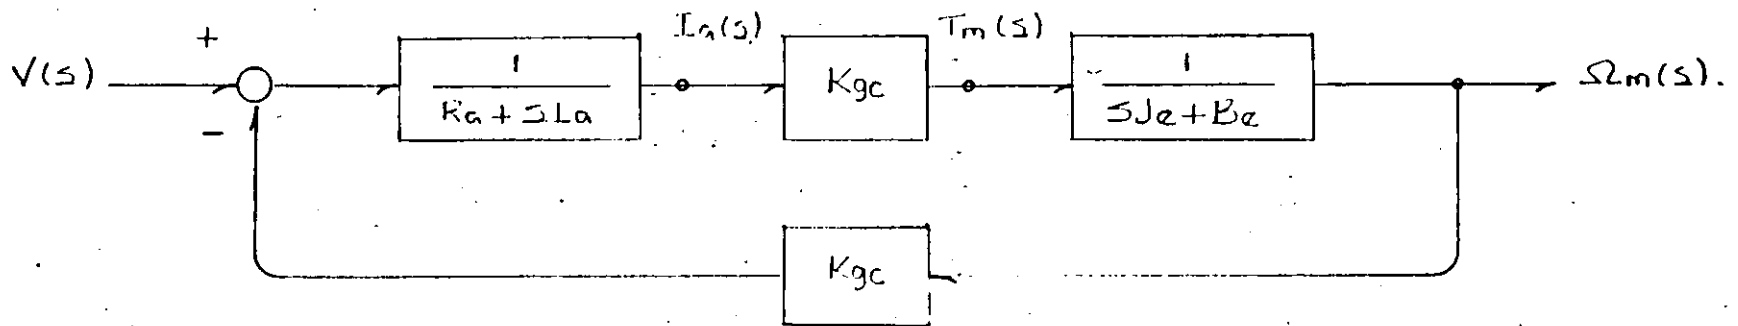 V(s)
+
−
1
Ra + SLa
Ia(s)
Kgc
Tm(s)
1
SJe + Be
Ωm(s).
Kgc